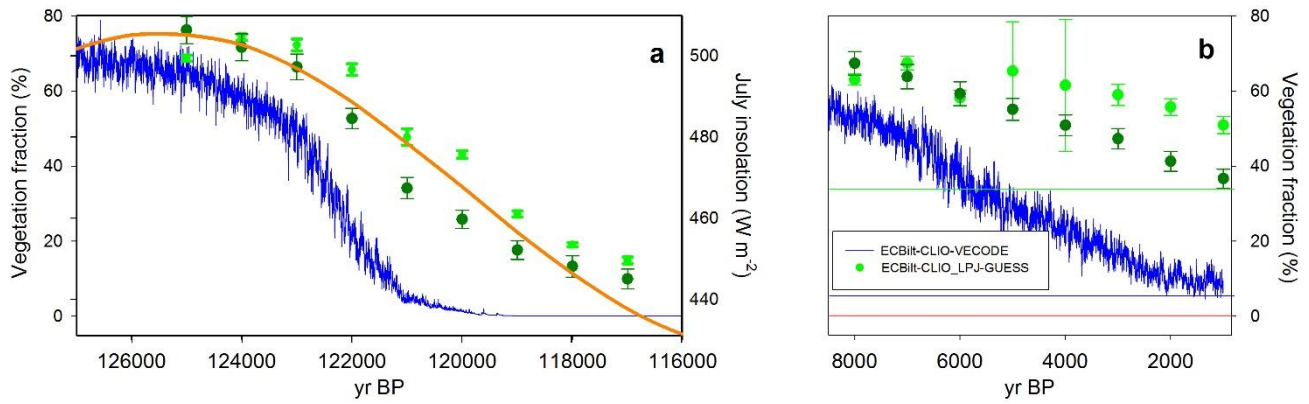 80
60
40
20
0
Vegetation fraction (%)
a
500
480
460
440
July insolation (W m-2)
126000 124000 122000 120000 118000 116000
yr BP
b
80
60
40
20
0
Vegetation fraction (%)
ECBilt-CLIO-VECODE
ECBilt-CLIO_LPJ-GUESS
8000 6000 4000 2000
yr BP